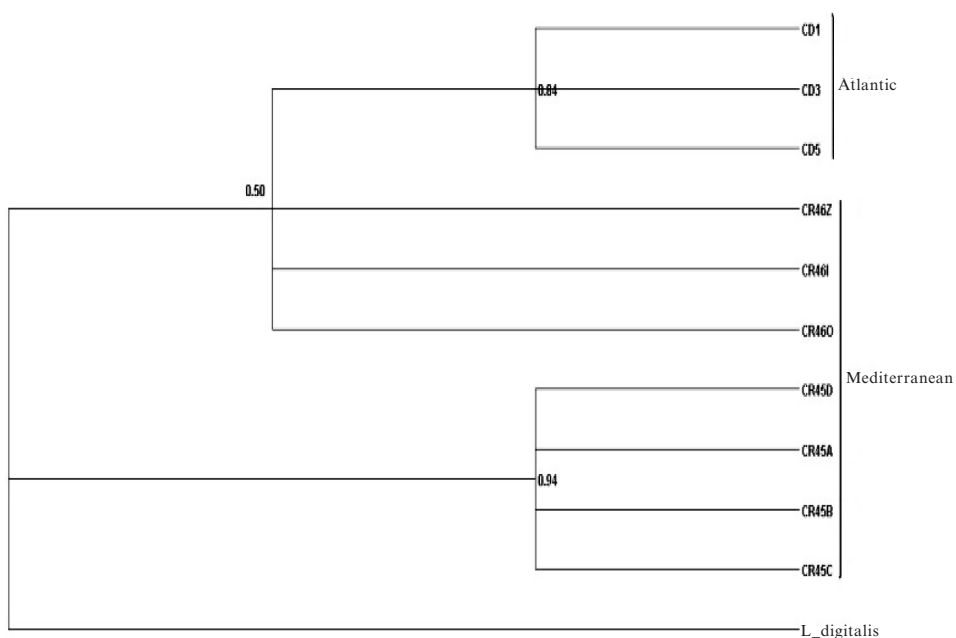 CD1
Atlantic
0.84
CD3
CD5
0.50
CR46Z
CR46I
CR46O
Mediterranean
CR45D
CR45A
0.94
CR45B
CR45C
L_digitalis